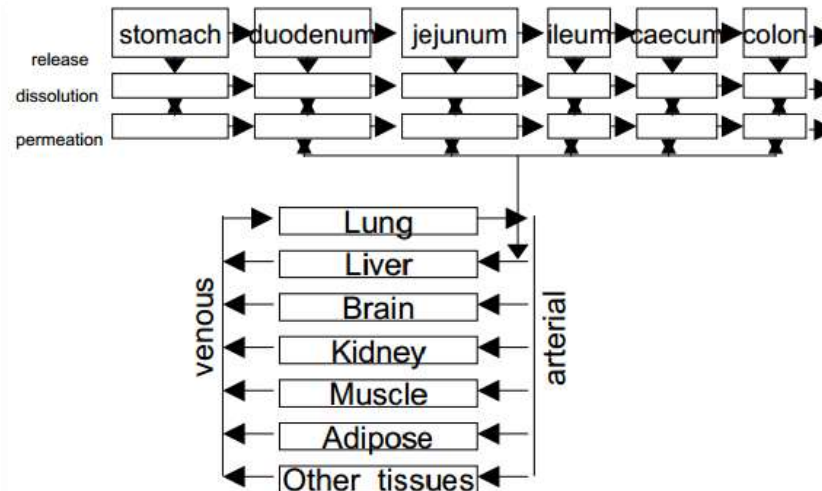 stomach duodenum jejunum ileum caecum colon
release
dissolution
permeation
Lung
Liver
Brain
Kidney
Muscle
Adipose
Other tissues
venous
arterial